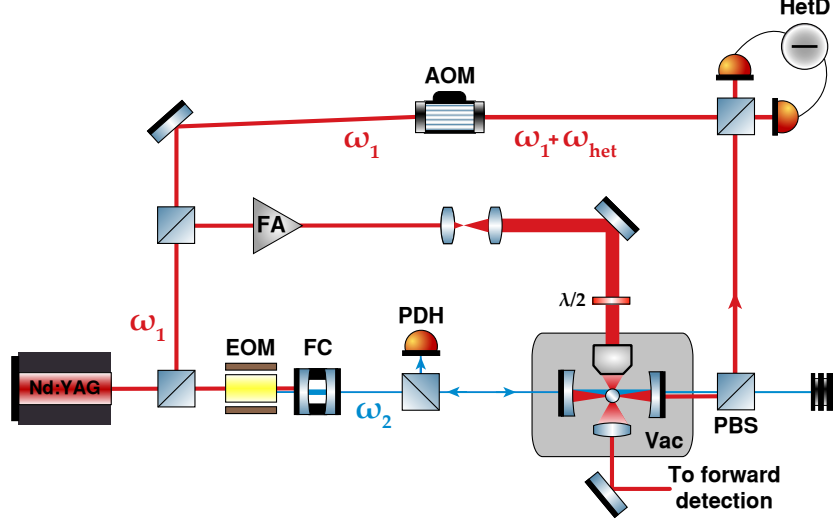 HetD
AOM
ω1
ω1+ωhet
FA
λ/2
ω1
PDH
EOM
FC
Nd:YAG
ω2
PBS
Vac
To forward
detection